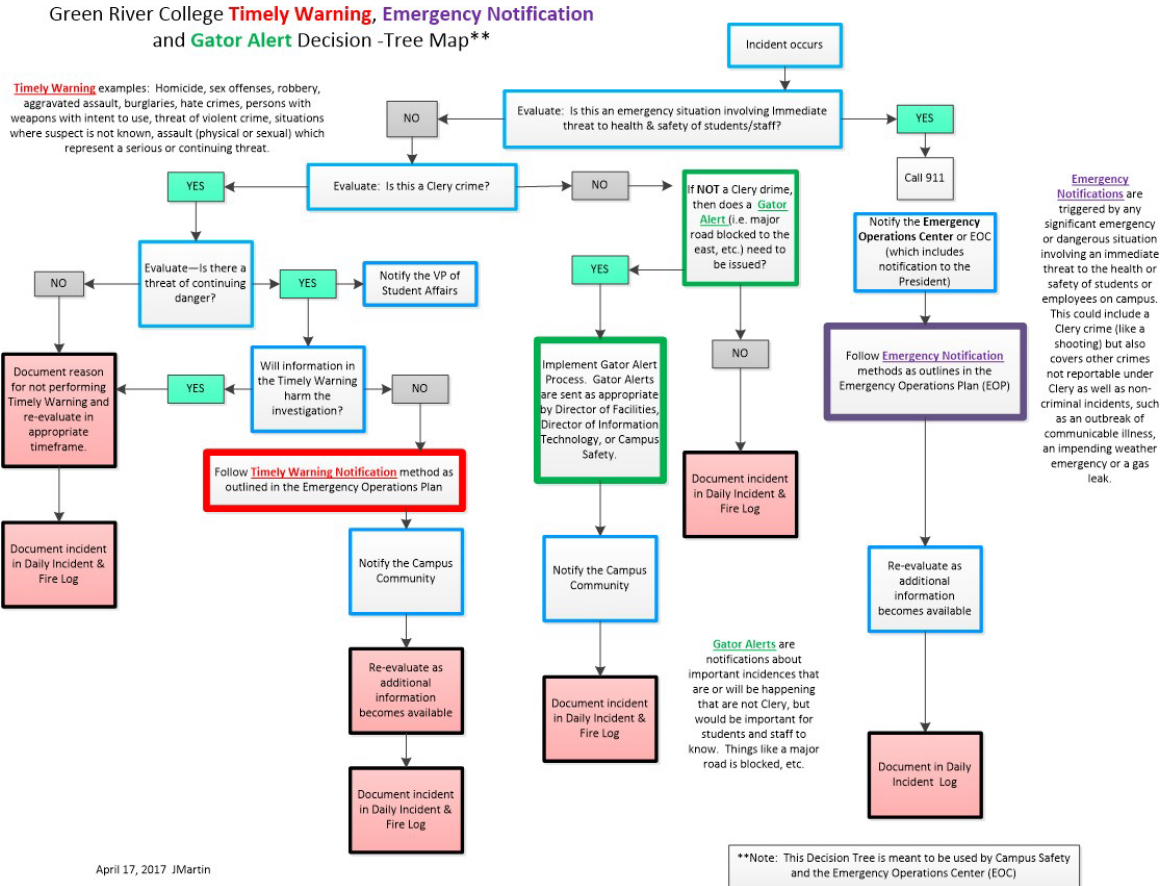 Green River College Timely Warning, Emergency Notification
and Gator Alert Decision -Tree Map**
Timely Warning examples: Homicide, sex offenses, robbery,
aggravated assault, burglaries, hate crimes, persons with
weapons with intent to use, threat of violent crime, situations
where suspect is not known, assault (physical or sexual) which
represent a serious or continuing threat.
Incident occurs
Evaluate: Is this an emergency situation involving Immediate
threat to health & safety of students/staff?
NO
YES
Call 911
Evaluate: Is this a Clery crime?
YES
NO
If NOT a Clery drime,
then does a Gator
Alert (i.e. major
road blocked to the
east, etc.) need to
be issued?
Notify the Emergency
Operations Center or EOC
(which includes
notification to the
President)
Emergency
Notifications are
triggered by any
significant emergency
or dangerous situation
involving an immediate
threat to the health or
safety of students or
employees on campus.
This could include a
Clery crime (like a
shooting) but also
covers other crimes
not reportable under
Clery as well as non-
criminal incidents, such
as an outbreak of
communicable illness,
an impending weather
emergency or a gas
leak.
NO
Evaluate—Is there a
threat of continuing
danger?
YES
Notify the VP of
Student Affairs
YES
NO
Document reason
for not performing
Timely Warning and
re-evaluate in
appropriate
timeframe.
YES
Will information in
the Timely Warning
harm the
investigation?
NO
Implement Gator Alert
Process. Gator Alerts
are sent as appropriate
by Director of Facilities,
Director of Information
Technology, or Campus
Safety.
Follow Emergency Notification
methods as outlines in the
Emergency Operations Plan (EOP)
Follow Timely Warning Notification method as
outlined in the Emergency Operations Plan
Document incident
in Daily Incident &
Fire Log
Document incident
in Daily Incident &
Fire Log
Notify the Campus
Community
Notify the Campus
Community
Re-evaluate as
additional
information
becomes available
Re-evaluate as
additional
information
becomes available
Document incident
in Daily Incident &
Fire Log
Gator Alerts are
notifications about
important incidences that
are or will be happening
that are not Clery, but
would be important for
students and staff to
know. Things like a major
road is blocked, etc.
Document in Daily
Incident Log
Document incident
in Daily Incident &
Fire Log
April 17, 2017 JMartin
**Note: This Decision Tree is meant to be used by Campus Safety
and the Emergency Operations Center (EOC)